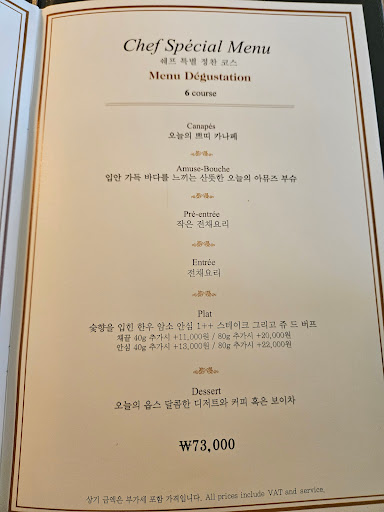 Chef Spécial Menu
쉐프 특별 정찬 코스
Menu Dégustation
6 course
Canapés
오늘의 쁘띠 카나페
Amuse-Bouche
입안 가득 바다를 느끼는 산뜻한 오늘의 아뮤즈 부슈
Pré-entrée
작은 전채요리
Entrée
전채요리
Plat
숯향을 입힌 한우 암소 안심 1++ 스테이크 그리고 쥬 드 버프
채끝 40g 추가시 +11,000원 / 80g 추가시 +20,000원
안심 40g 추가시 +13,000원 / 80g 추가시 +22,000원
Dessert
오늘의 옵스 달콤한 디저트와 커피 혹은 보이차
₩73,000
상기 금액은 부가세 포함 가격입니다. All prices include VAT and service.